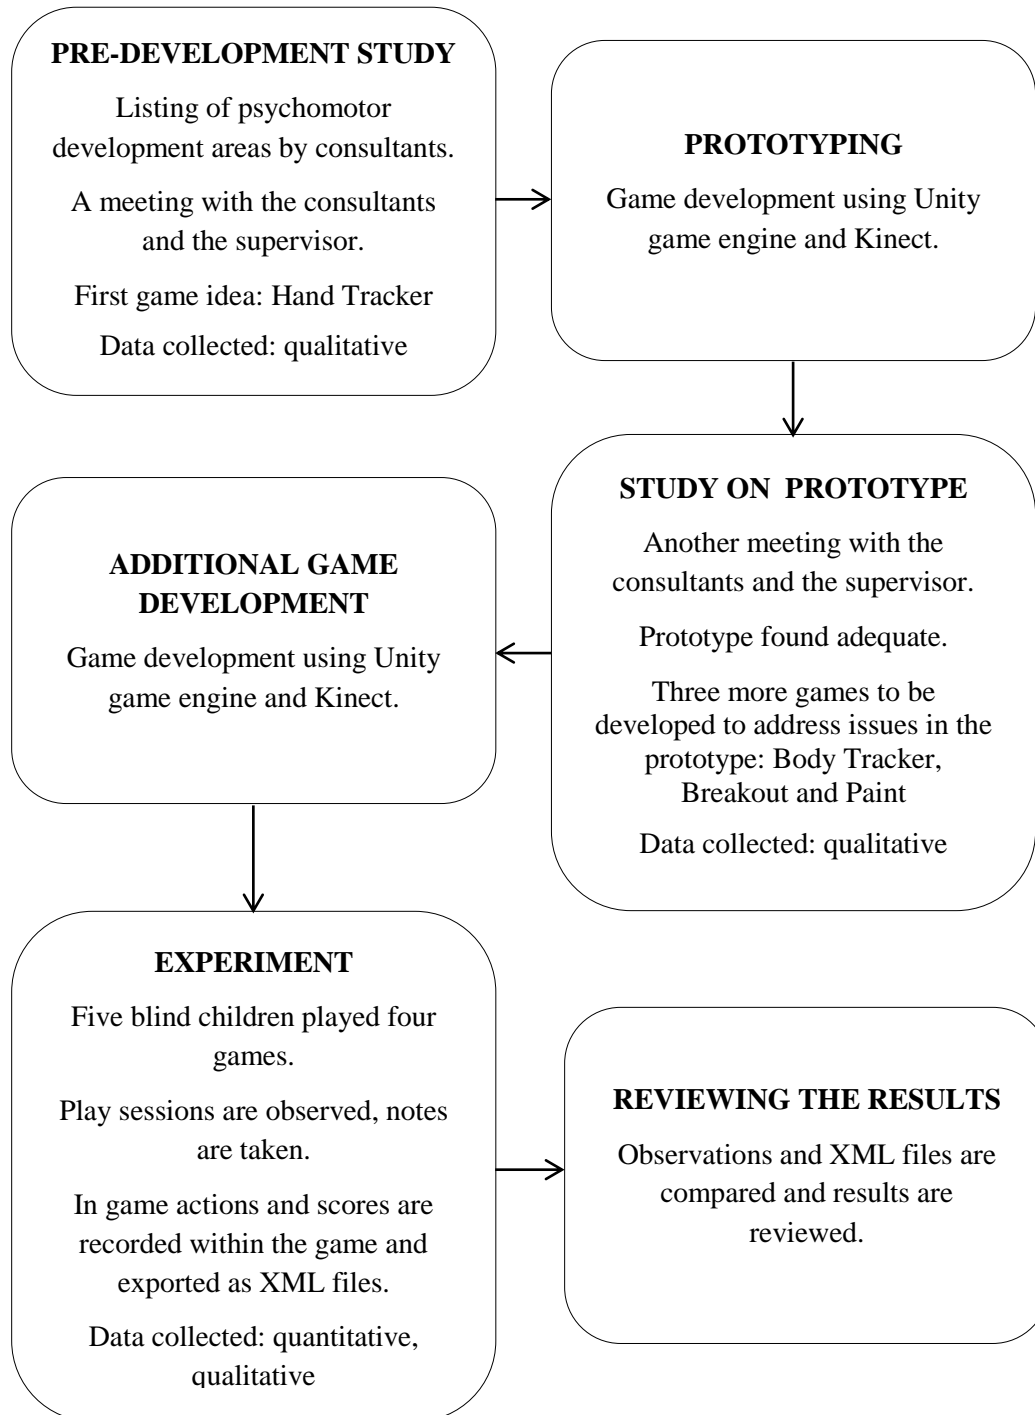 PRE-DEVELOPMENT STUDY
Listing of psychomotor
development areas by consultants.
A meeting with the consultants
and the supervisor.
First game idea: Hand Tracker
Data collected: qualitative
PROTOTYPING
Game development using Unity
game engine and Kinect.
STUDY ON  PROTOTYPE
Another meeting with the
consultants and the supervisor.
Prototype found adequate.
Three more games to be
developed to address issues in the
prototype: Body Tracker,
Breakout and Paint
Data collected: qualitative
ADDITIONAL GAME
DEVELOPMENT
Game development using Unity
game engine and Kinect.
EXPERIMENT
Five blind children played four
games.
Play sessions are observed, notes
are taken.
In game actions and scores are
recorded within the game and
exported as XML files.
Data collected: quantitative,
qualitative
REVIEWING THE RESULTS
Observations and XML files are
compared and results are
reviewed.